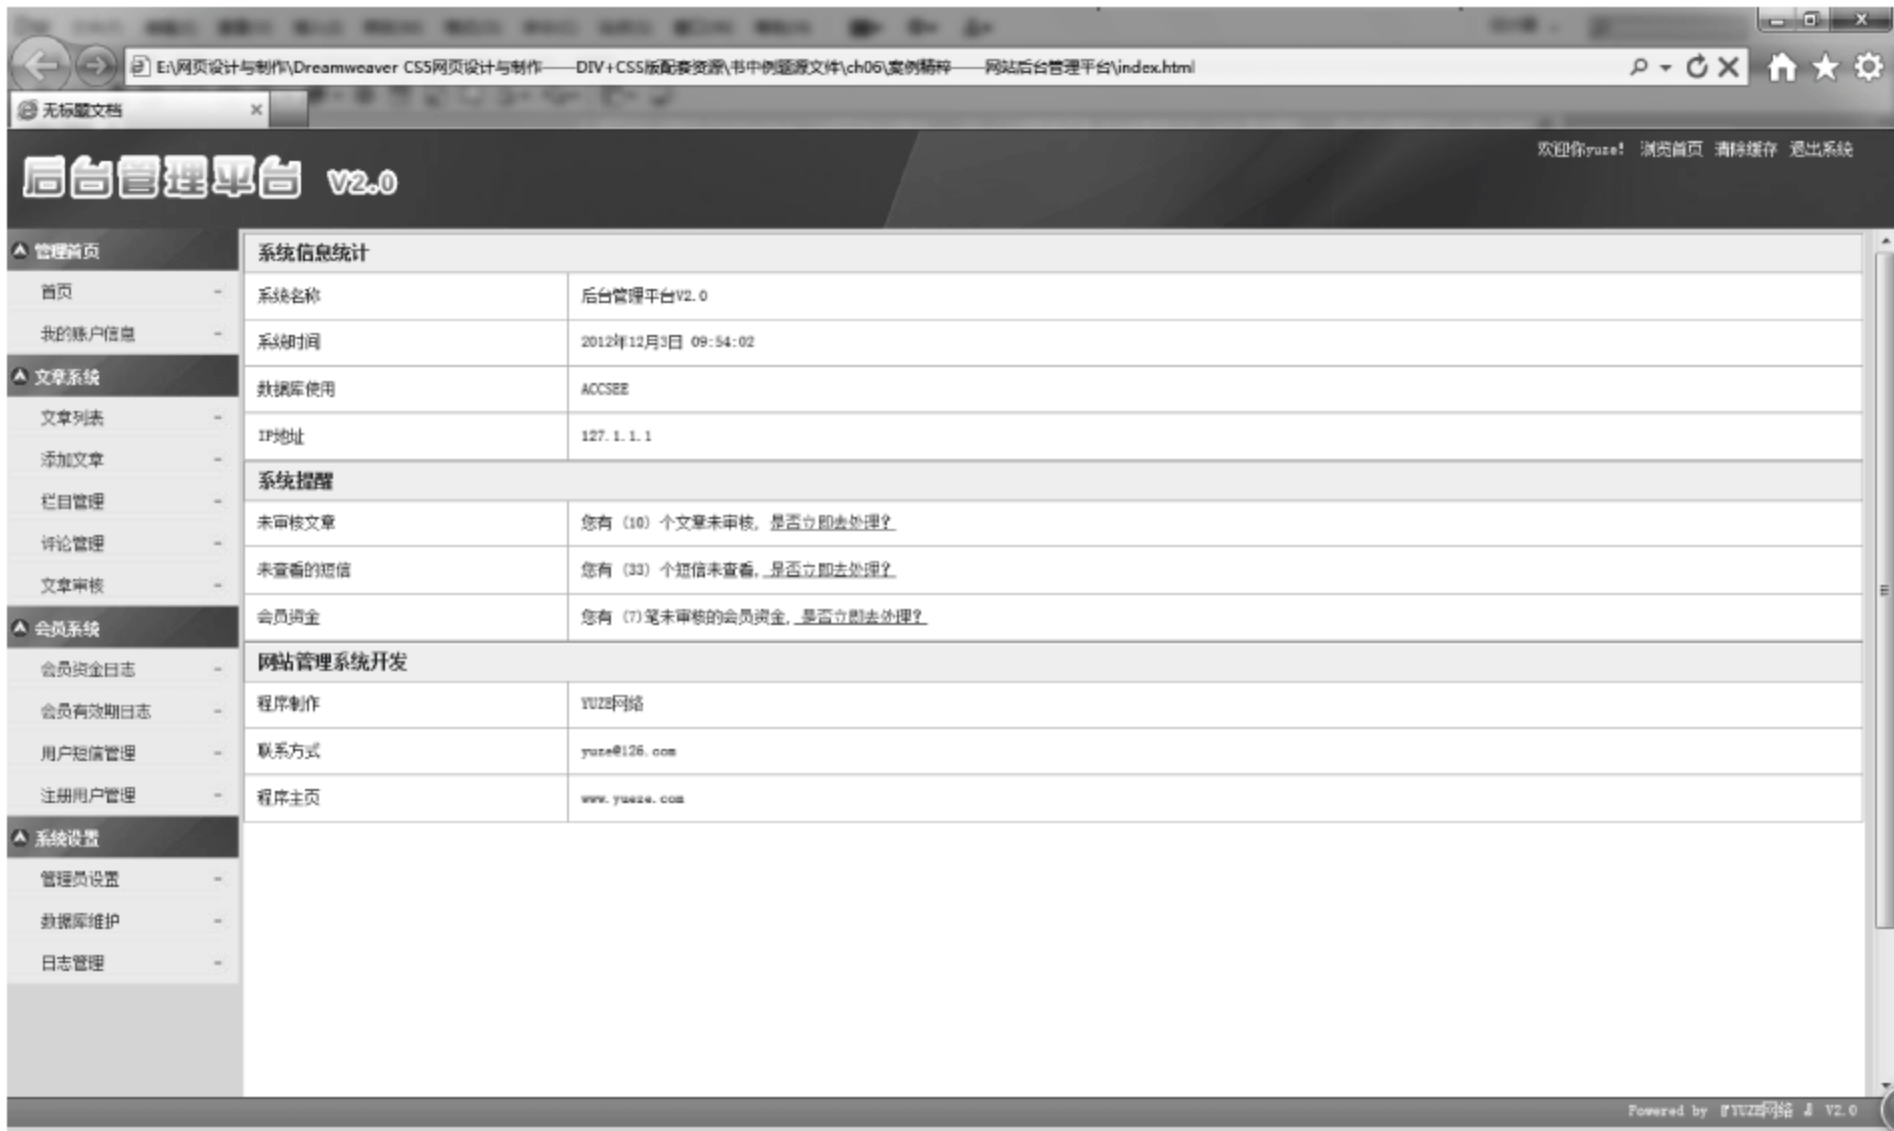 E:\网页设计与制作\Dreamweaver CS5网页设计与制作——DIV+CSS版配套资源\书中例题源文件\ch06\案例精粹——网站后台管理平台\index.html
无标题文档
欢迎你yuze! 浏览首页 清除缓存 退出系统
后台管理平台 V2.0
管理首页
首页
我的账户信息
文章系统
文章列表
添加文章
栏目管理
评论管理
文章审核
会员系统
会员资金日志
会员有效期日志
用户短信管理
注册用户管理
系统设置
管理员设置
数据库维护
日志管理
系统信息统计
系统名称 后台管理平台V2.0
系统时间 2012年12月3日 09:54:02
数据库使用 ACCSEE
IP地址 127.1.1.1
系统提醒
未审核文章 您有 (10) 个文章未审核, 是否立即去处理?
未查看的短信 您有 (33) 个短信未查看, 是否立即去处理?
会员资金 您有 (7)笔未审核的会员资金, 是否立即去处理?
网站管理系统开发
程序制作 YUZE网络
联系方式 yuze@126.com
程序主页 www.yueze.com
Powered by 『YUZE网络 』 V2.0